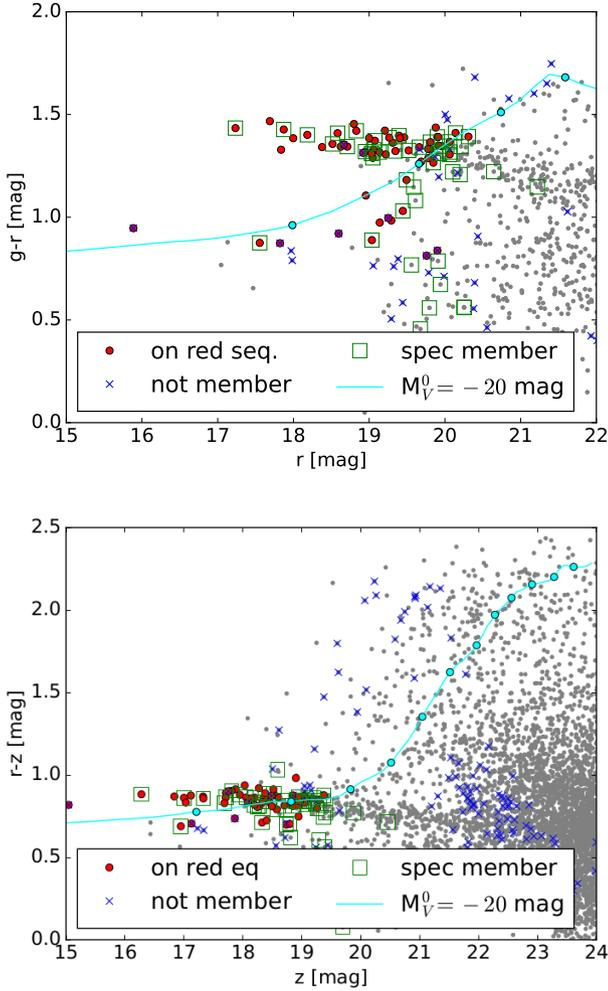 2.0
1.5
1.0
0.5
0.0
g-r [mag]
on red seq.
not member
spec member
M_V^0 = −20 mag
15 16 17 18 19 20 21 22
r [mag]
2.5
2.0
1.5
1.0
0.5
0.0
r-z [mag]
on red eq
not member
spec member
M_V^0 = −20 mag
15 16 17 18 19 20 21 22 23 24
z [mag]